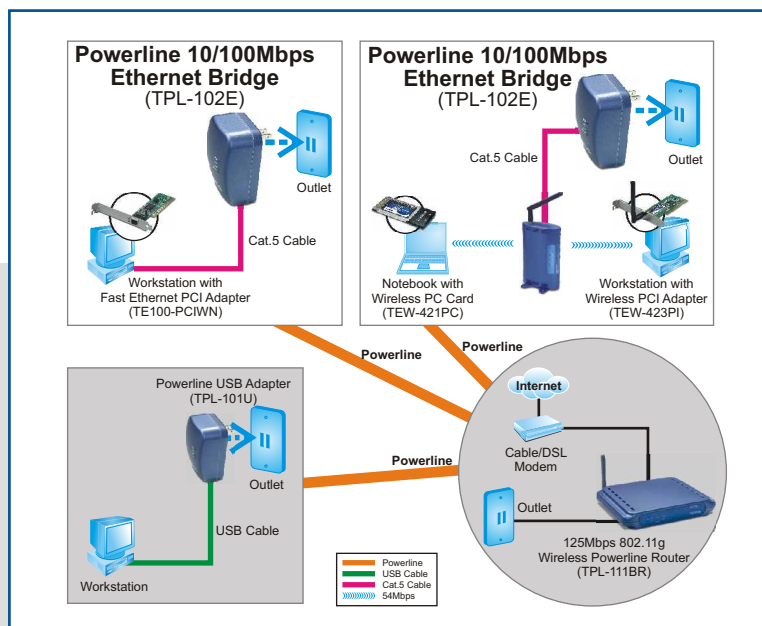 Powerline 10/100Mbps
Ethernet Bridge
(TPL-102E)
Outlet
Cat.5 Cable
Workstation with
Fast Ethernet PCI Adapter
(TE100-PCIWN)
Powerline 10/100Mbps
Ethernet Bridge
(TPL-102E)
Cat.5 Cable
Outlet
Notebook with
Wireless PC Card
(TEW-421PC)
Workstation with
Wireless PCI Adapter
(TEW-423PI)
Powerline
Powerline
Powerline USB Adapter
(TPL-101U)
Outlet
USB Cable
Workstation
Powerline
Internet
Cable/DSL
Modem
Outlet
125Mbps 802.11g
Wireless Powerline Router
(TPL-111BR)
Powerline
USB Cable
Cat.5 Cable
54Mbps